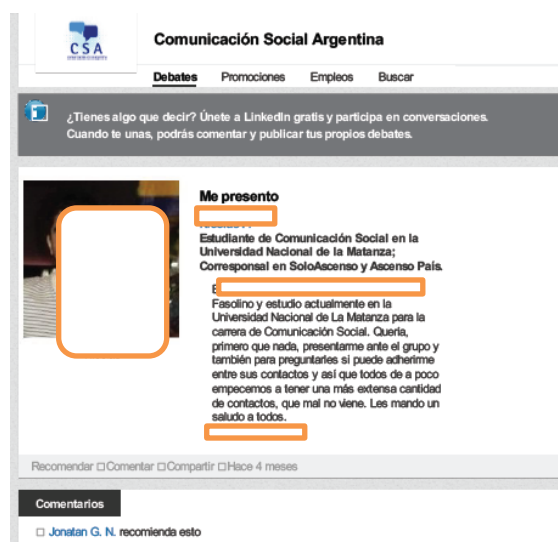 CSA
Comunicación Social Argentina
Debates Promociones Empleos Buscar
¿Tienes algo que decir? Únete a LinkedIn gratis y participa en conversaciones.
Cuando te unas, podrás comentar y publicar tus propios debates.
Me presento
Estudiante de Comunicación Social en la
Universidad Nacional de la Matanza;
Corresponsal en SoloAscenso y Ascenso País.
Fasolino y estudio actualmente en la
Universidad Nacional de La Matanza para la
carrera de Comunicación Social. Quería,
primero que nada, presentarme ante el grupo y
también para preguntarles si puede adherirme
entre sus contactos y así que todos de a poco
empecemos a tener una más extensa cantidad
de contactos, que mal no viene. Les mando un
saludo a todos.
Recomendar □ Comentar □ Compartir □ Hace 4 meses
Comentarios
□ Jonatan G. N. recomienda esto